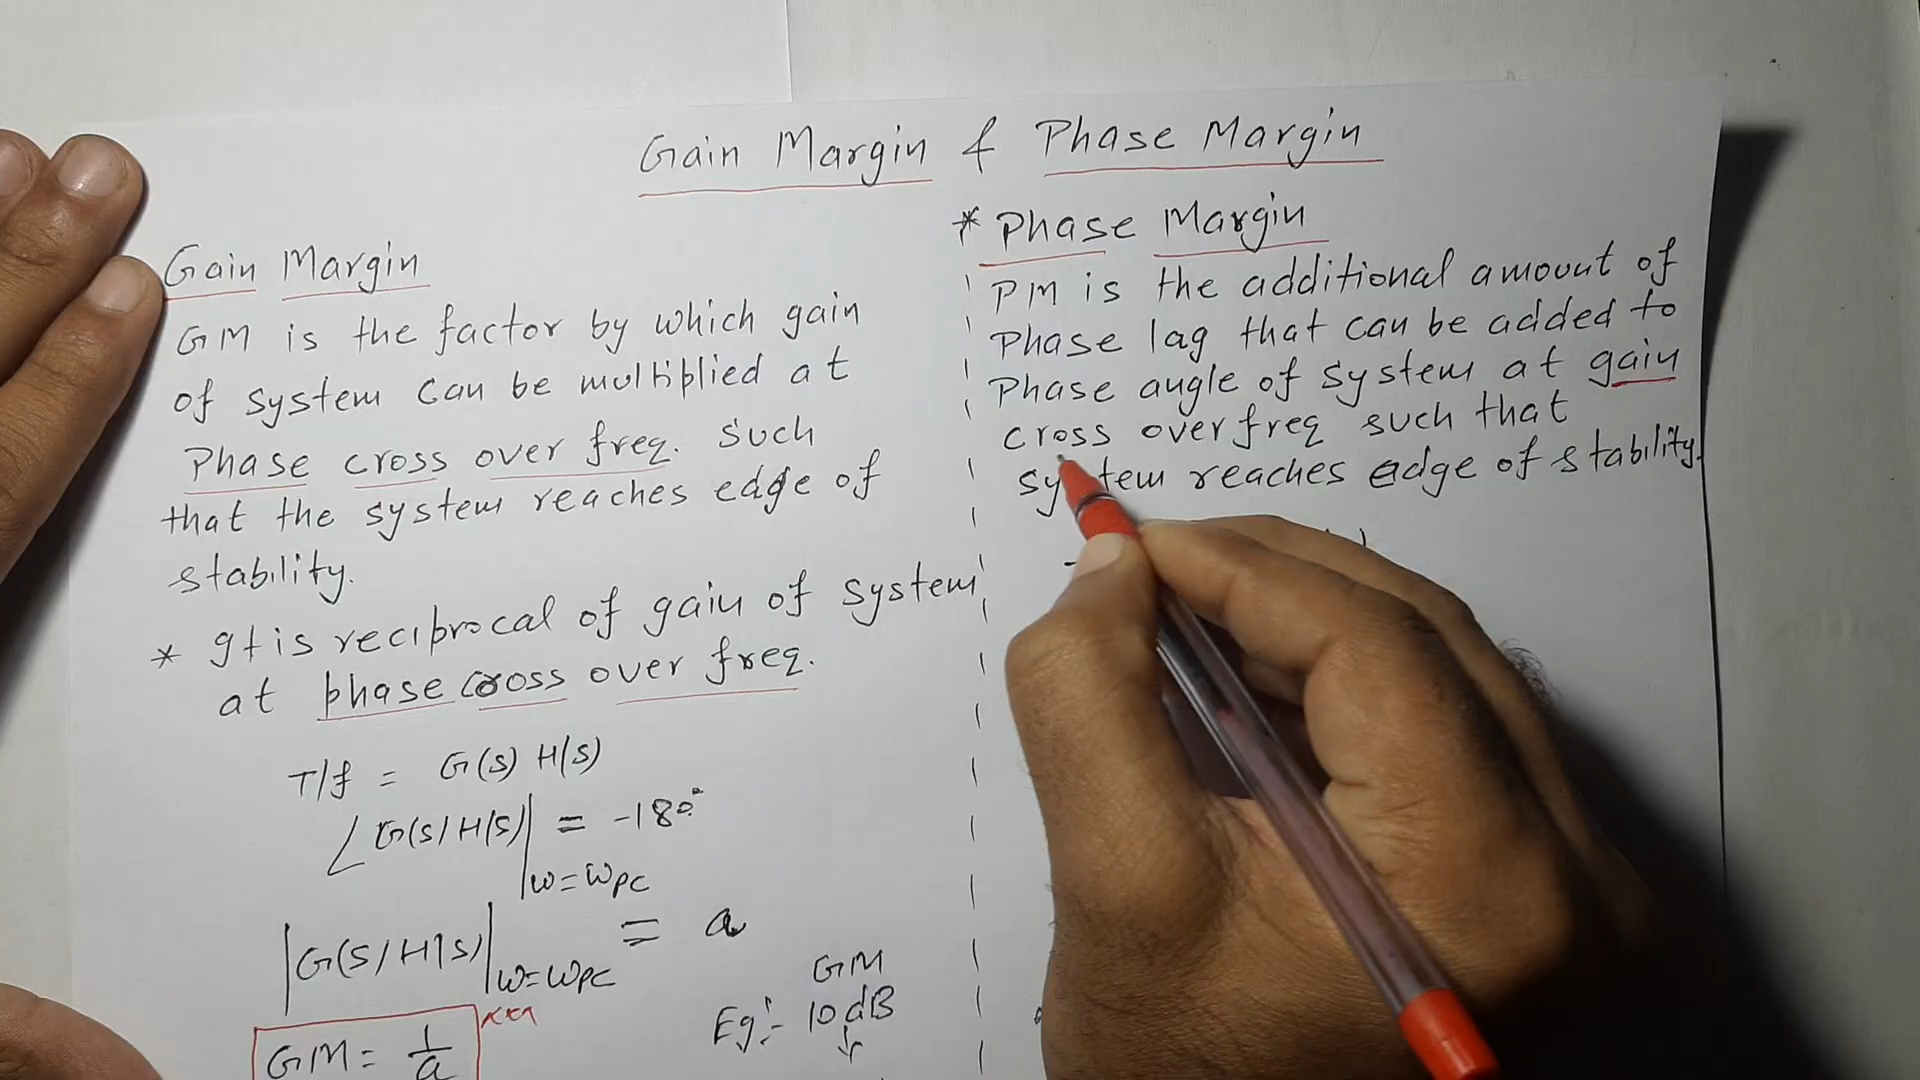 Gain Margin & Phase Margin
Gain Margin
GM is the factor by which gain
of system can be multiplied at
Phase cross over freq. such
that the system reaches edge of
stability.
* It is reciprocal of gain of system
at phase cross over freq.
T/f = G(s) H(s)
∠G(s) H(s)|ω=ωpc = -180°
|G(s) H(s)|ω=ωpc = a
GM = 1/a
GM
Eg:- 10 dB
* Phase Margin
PM is the additional amount of
Phase lag that can be added to
Phase angle of system at gain
cross over freq such that
system reaches edge of stability.